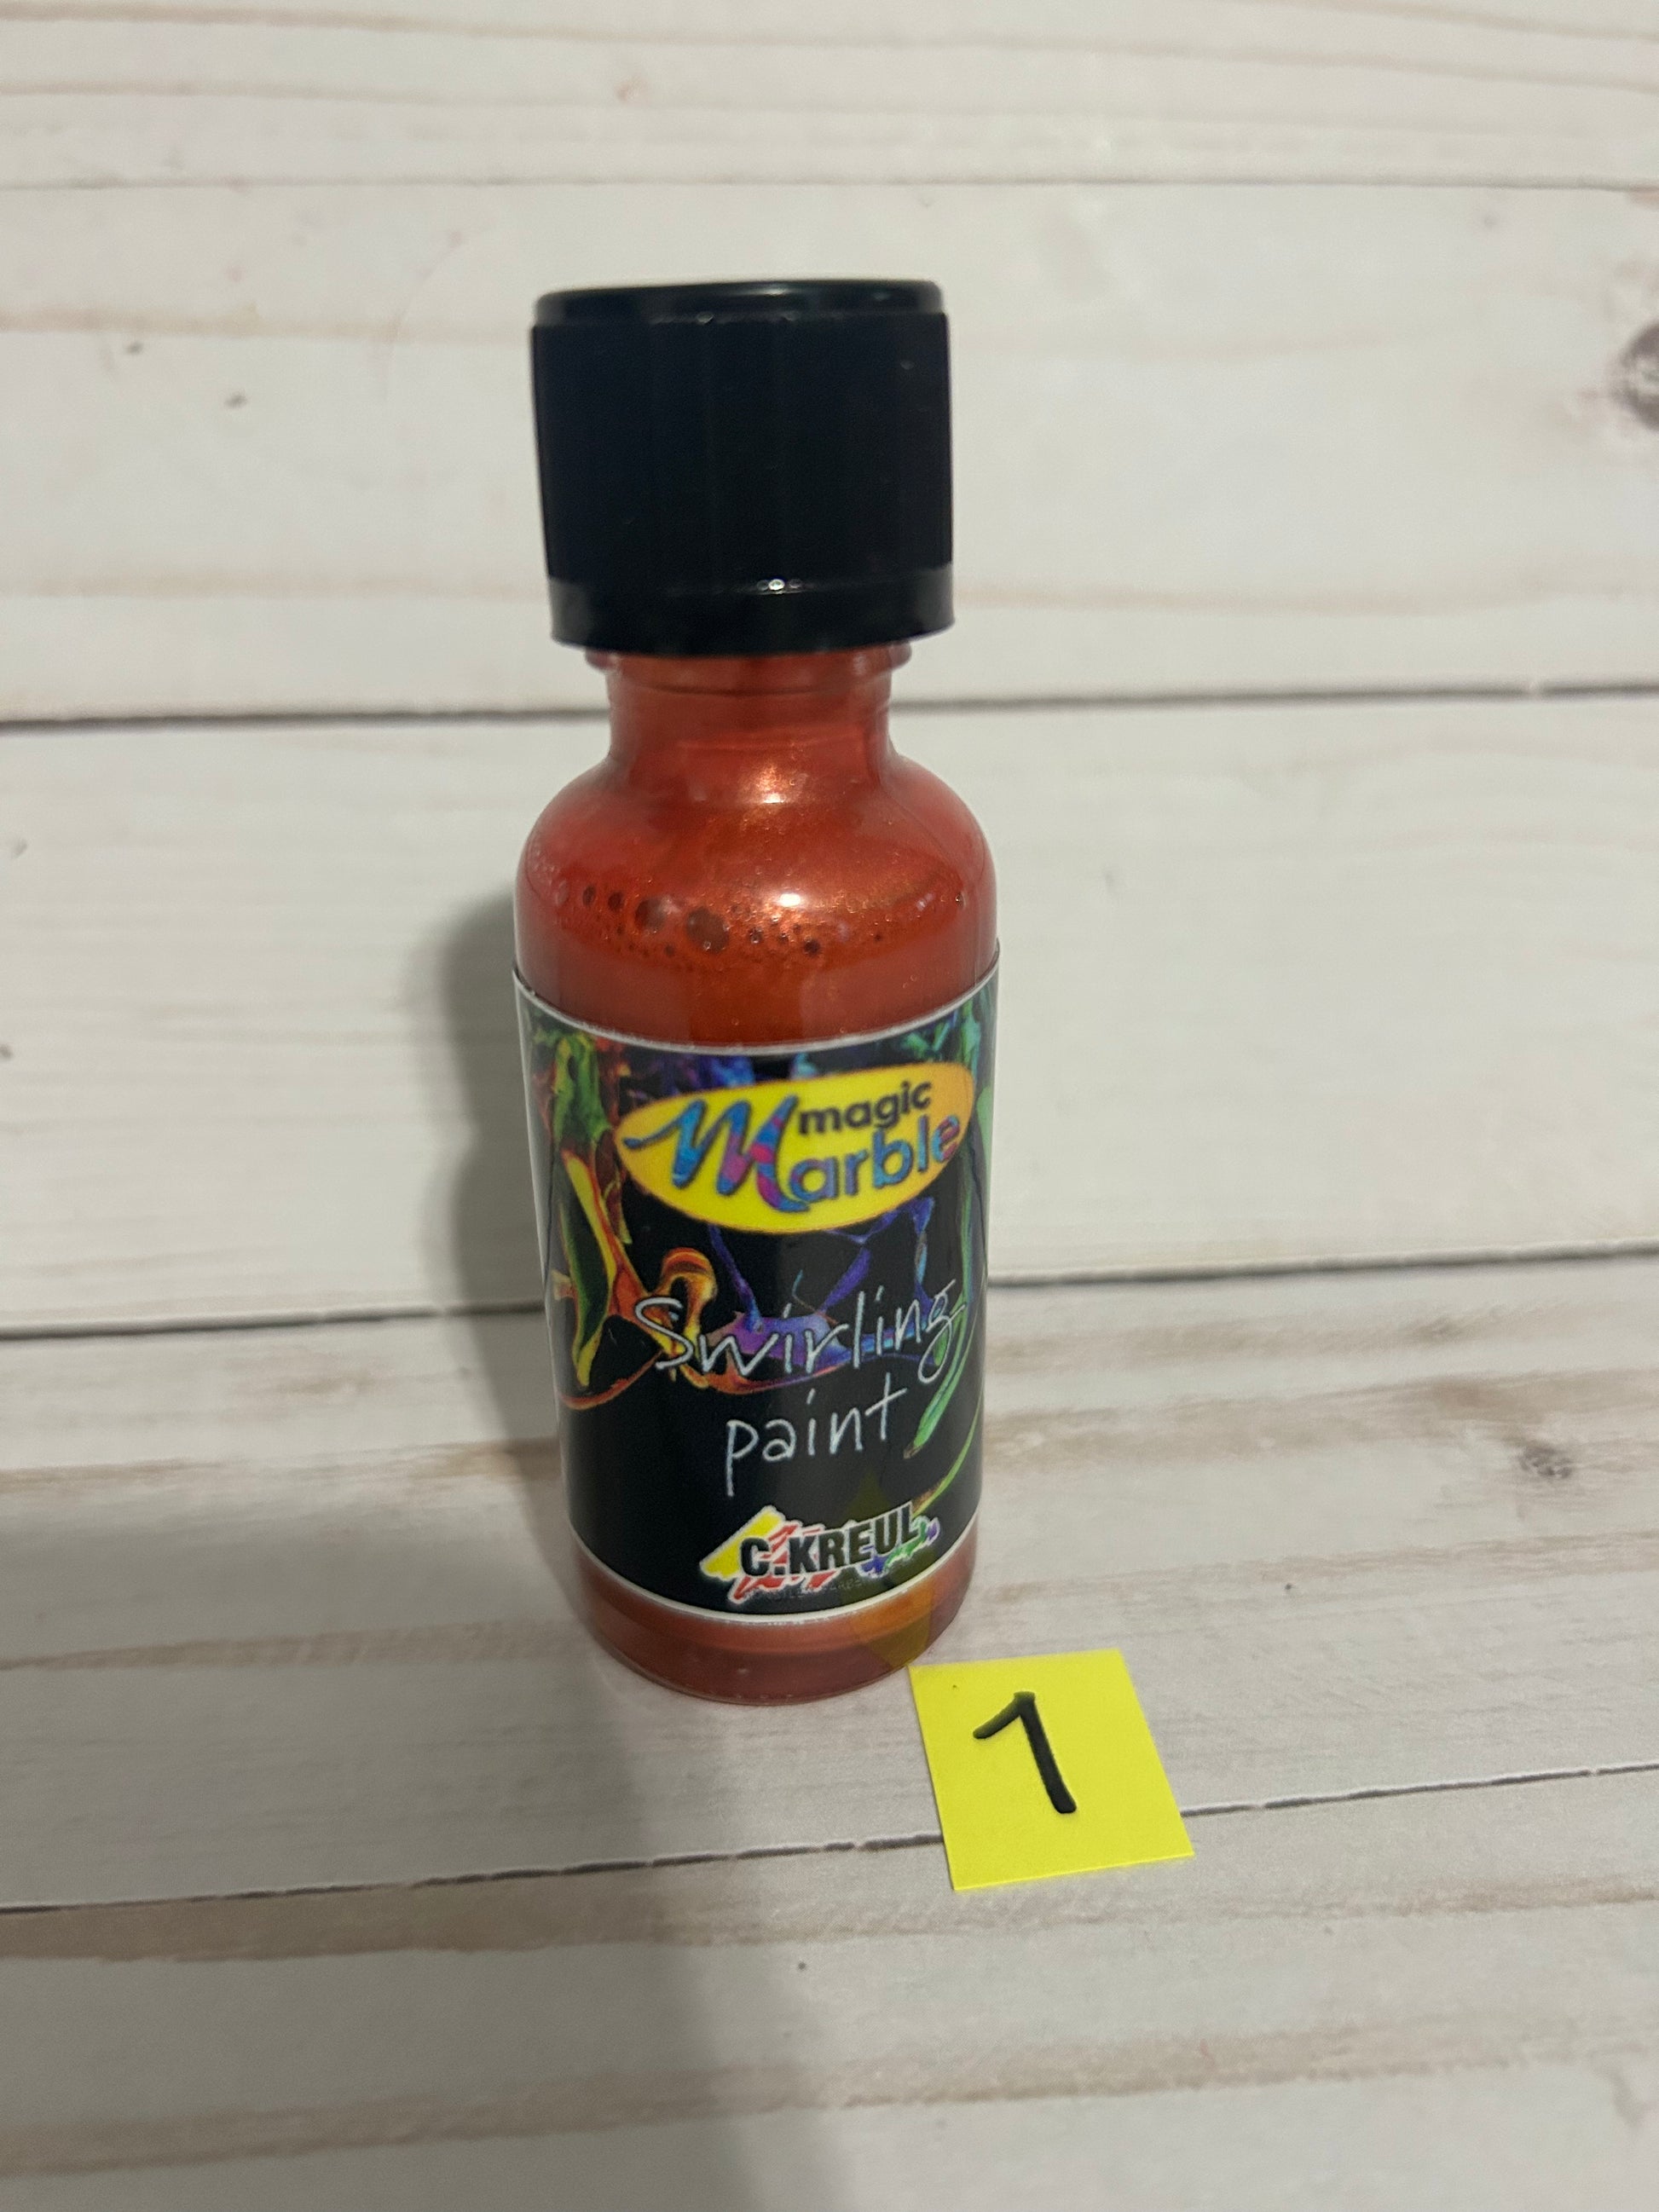 magic
Marble
Swirling
paint
C.KREUL
1